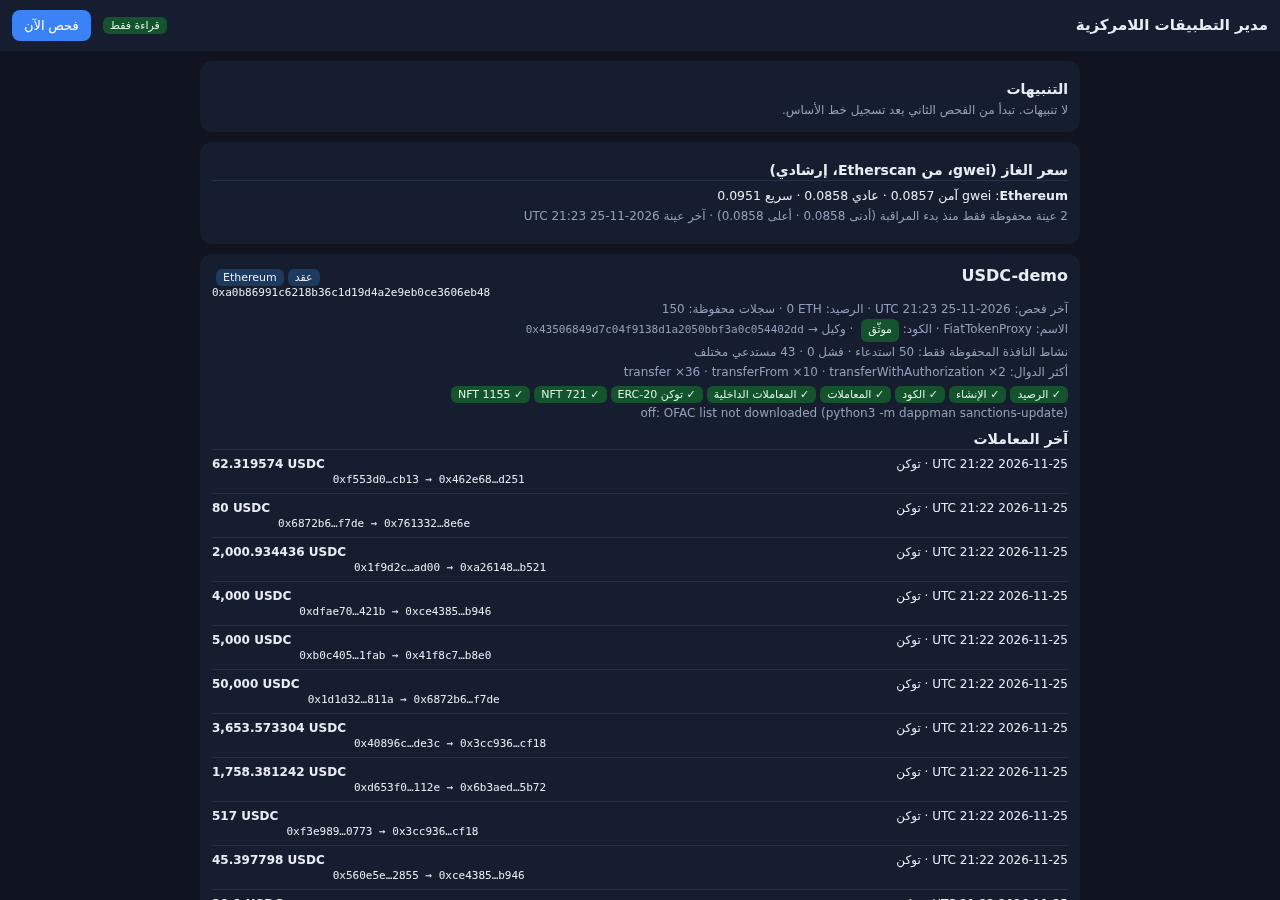 مدير التطبيقات اللامركزية
قراءة فقط
فحص الآن
التنبيهات
لا تنبيهات. تبدأ من الفحص الثاني بعد تسجيل خط الأساس.
سعر الغاز (gwei، من Etherscan، إرشادي)
Ethereum: gwei آمن 0.0857 · عادي 0.0858 · سريع 0.0951
2 عينة محفوظة فقط منذ بدء المراقبة (أدنى 0.0858 · أعلى 0.0858) · آخر عينة 2026-11-25 21:23 UTC
USDC-demo
عقد Ethereum
0xa0b86991c6218b36c1d19d4a2e9eb0ce3606eb48
آخر فحص: 2026-11-25 21:23 UTC · الرصيد: 0 ETH · سجلات محفوظة: 150
الاسم: FiatTokenProxy · الكود: موثّق · وكيل → 0x43506849d7c04f9138d1a2050bbf3a0c054402dd
نشاط النافذة المحفوظة فقط: 50 استدعاء · فشل 0 · 43 مستدعي مختلف
أكثر الدوال: transfer ×36 · transferFrom ×10 · transferWithAuthorization ×2
✓ الرصيد ✓ الإنشاء ✓ الكود ✓ المعاملات ✓ المعاملات الداخلية ✓ توكن ERC-20 ✓ NFT 721 ✓ NFT 1155
off: OFAC list not downloaded (python3 -m dappman sanctions-update)
آخر المعاملات
2026-11-25 21:22 UTC · توكن
62.319574 USDC
0xf553d0…cb13 → 0x462e68…d251
2026-11-25 21:22 UTC · توكن
80 USDC
0x6872b6…f7de → 0x761332…8e6e
2026-11-25 21:22 UTC · توكن
2,000.934436 USDC
0x1f9d2c…ad00 → 0xa26148…b521
2026-11-25 21:22 UTC · توكن
4,000 USDC
0xdfae70…421b → 0xce4385…b946
2026-11-25 21:22 UTC · توكن
5,000 USDC
0xb0c405…1fab → 0x41f8c7…b8e0
2026-11-25 21:22 UTC · توكن
50,000 USDC
0x1d1d32…811a → 0x6872b6…f7de
2026-11-25 21:22 UTC · توكن
3,653.573304 USDC
0x40896c…de3c → 0x3cc936…cf18
2026-11-25 21:22 UTC · توكن
1,758.381242 USDC
0xd653f0…112e → 0x6b3aed…5b72
2026-11-25 21:22 UTC · توكن
517 USDC
0xf3e989…0773 → 0x3cc936…cf18
2026-11-25 21:22 UTC · توكن
45.397798 USDC
0x560e5e…2855 → 0xce4385…b946